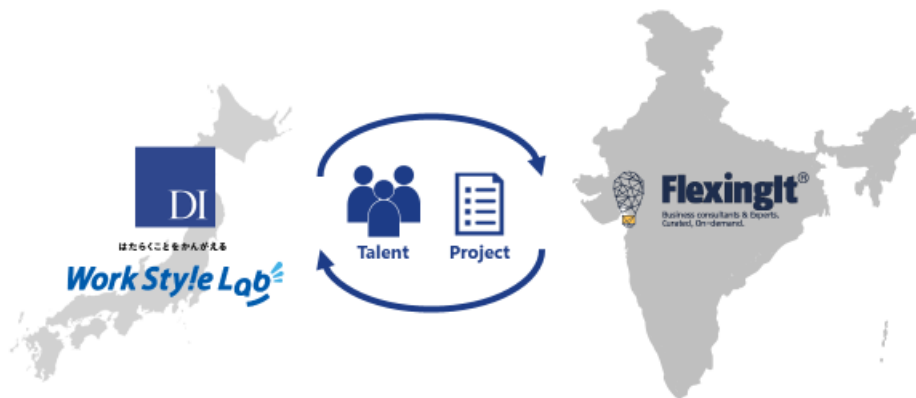 DI
はたらくことをかんがえる
Work Style Lab
Talent
Project
FlexingIt®
Business consultants & Experts.
Curated, On-demand.